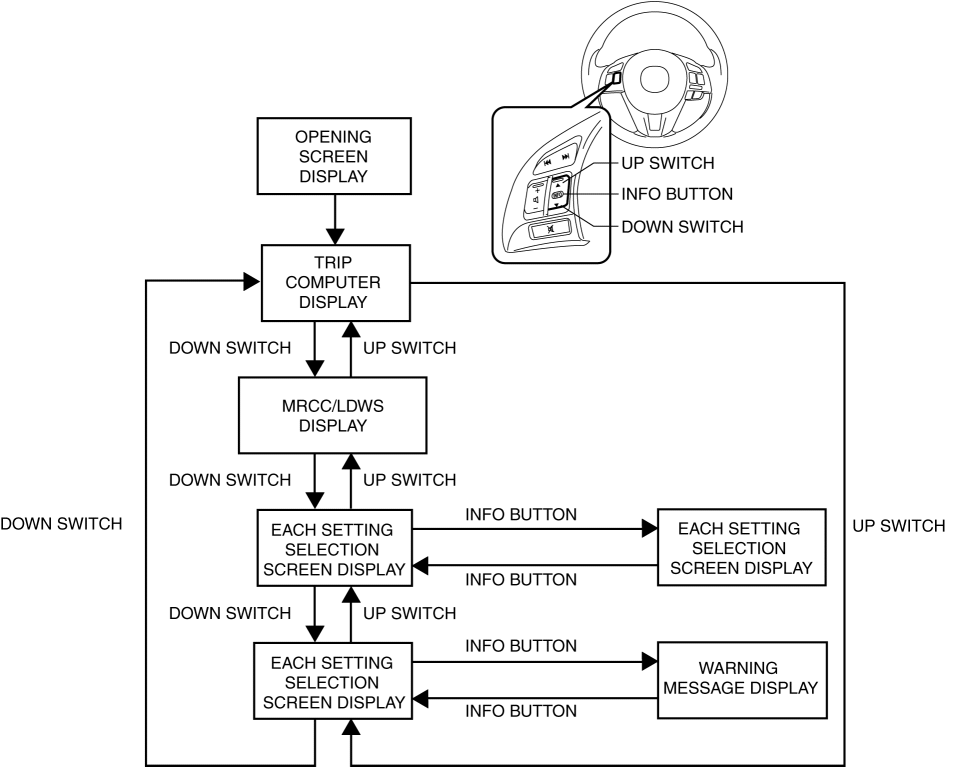 OPENING
SCREEN
DISPLAY
UP SWITCH
INFO BUTTON
DOWN SWITCH
TRIP
COMPUTER
DISPLAY
DOWN SWITCH
UP SWITCH
MRCC/LDWS
DISPLAY
DOWN SWITCH
UP SWITCH
DOWN SWITCH
EACH SETTING
SELECTION
SCREEN DISPLAY
INFO BUTTON
INFO BUTTON
EACH SETTING
SELECTION
SCREEN DISPLAY
UP SWITCH
DOWN SWITCH
UP SWITCH
EACH SETTING
SELECTION
SCREEN DISPLAY
INFO BUTTON
INFO BUTTON
WARNING
MESSAGE DISPLAY